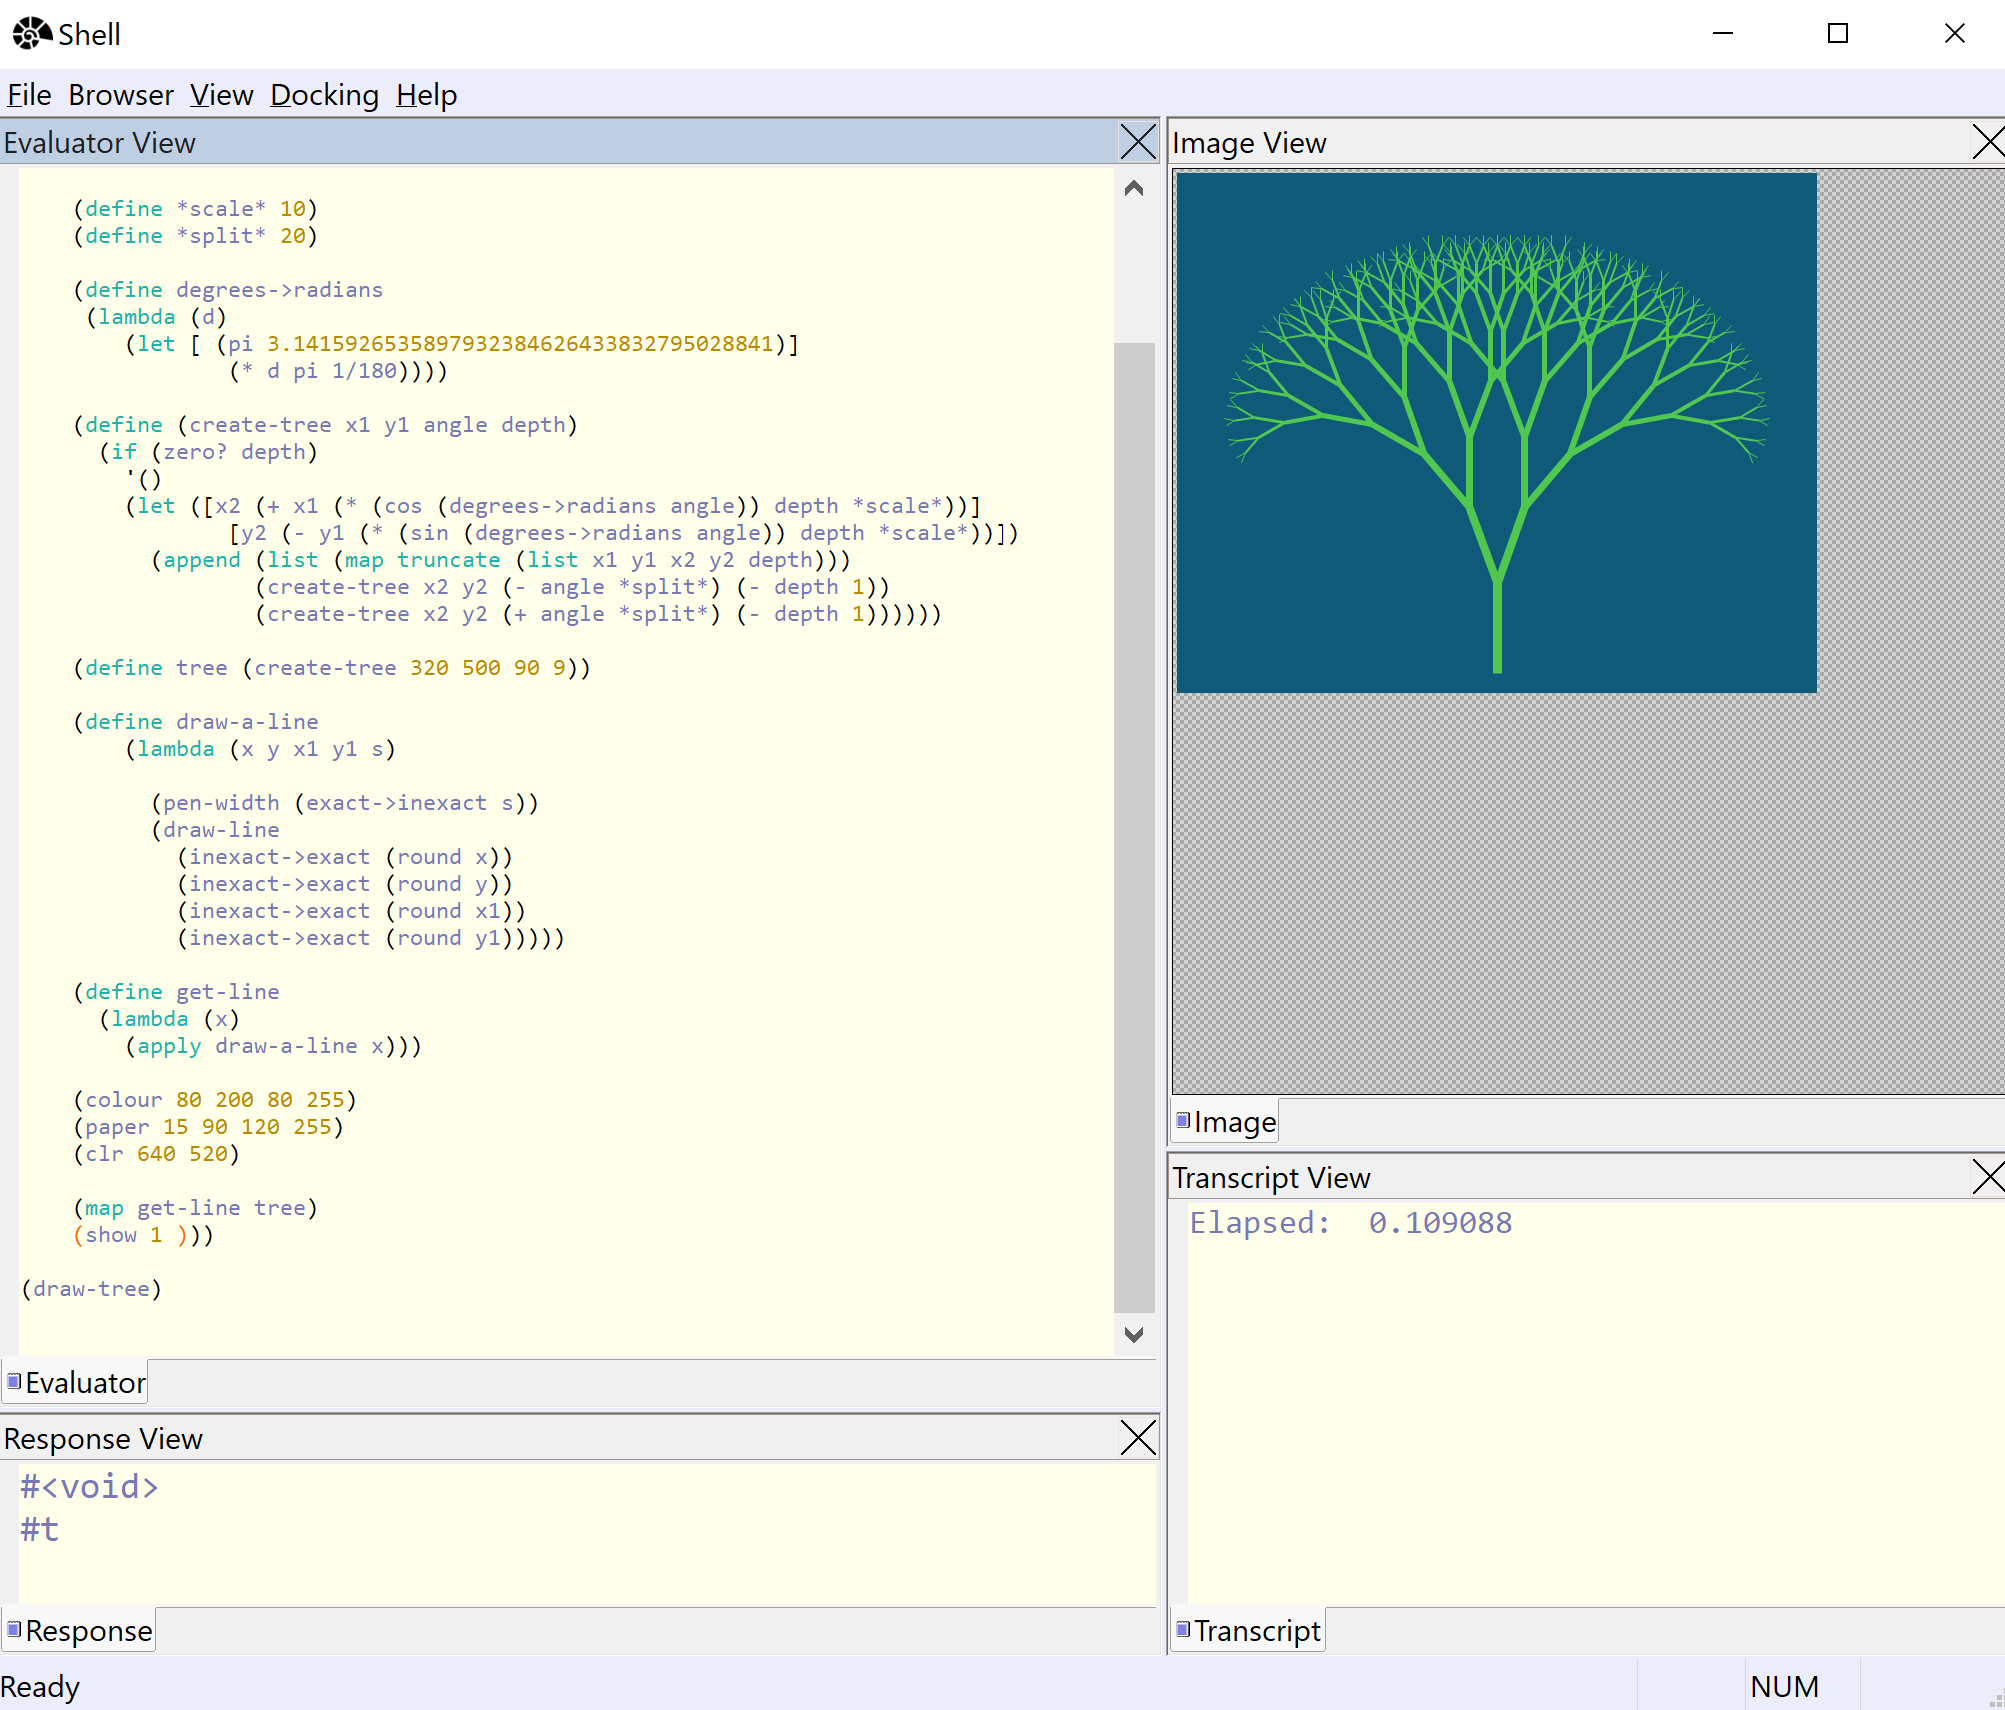 Shell
File Browser View Docking Help
Evaluator View
(define *scale* 10)
(define *split* 20)
(define degrees->radians
(lambda (d)
(let [ (pi 3.1415926535897932384626433832795028841)]
(* d pi 1/180))))
(define (create-tree x1 y1 angle depth)
(if (zero? depth)
'()
(let ([x2 (+ x1 (* (cos (degrees->radians angle)) depth *scale*))]
[y2 (- y1 (* (sin (degrees->radians angle)) depth *scale*))])
(append (list (map truncate (list x1 y1 x2 y2 depth)))
(create-tree x2 y2 (- angle *split*) (- depth 1))
(create-tree x2 y2 (+ angle *split*) (- depth 1))))))
(define tree (create-tree 320 500 90 9))
(define draw-a-line
(lambda (x y x1 y1 s)
(pen-width (exact->inexact s))
(draw-line
(inexact->exact (round x))
(inexact->exact (round y))
(inexact->exact (round x1))
(inexact->exact (round y1)))))
(define get-line
(lambda (x)
(apply draw-a-line x)))
(colour 80 200 80 255)
(paper 15 90 120 255)
(clr 640 520)
(map get-line tree)
(show 1 )))
(draw-tree)
Evaluator
Response View
#<void>
#t
Response
Image View
Image
Transcript View
Elapsed: 0.109088
Transcript
Ready
NUM